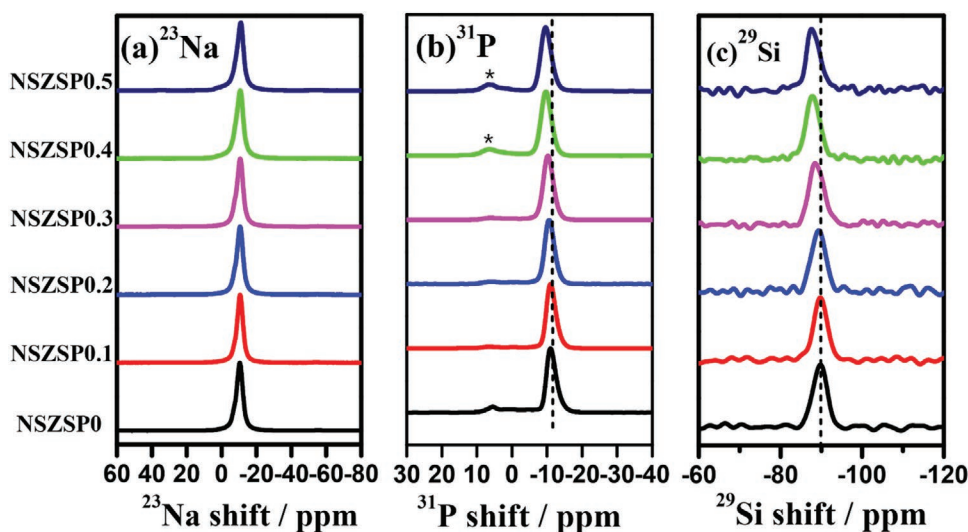 (a)²³Na
(b)³¹P
(c)²⁹Si
NSZSP0.5
NSZSP0.4
NSZSP0.3
NSZSP0.2
NSZSP0.1
NSZSP0
*
*
60 40 20 0 -20 -40 -60 -80
30 20 10 0 -10 -20 -30 -40
-60 -80 -100 -120
²³Na shift / ppm
³¹P shift / ppm
²⁹Si shift / ppm